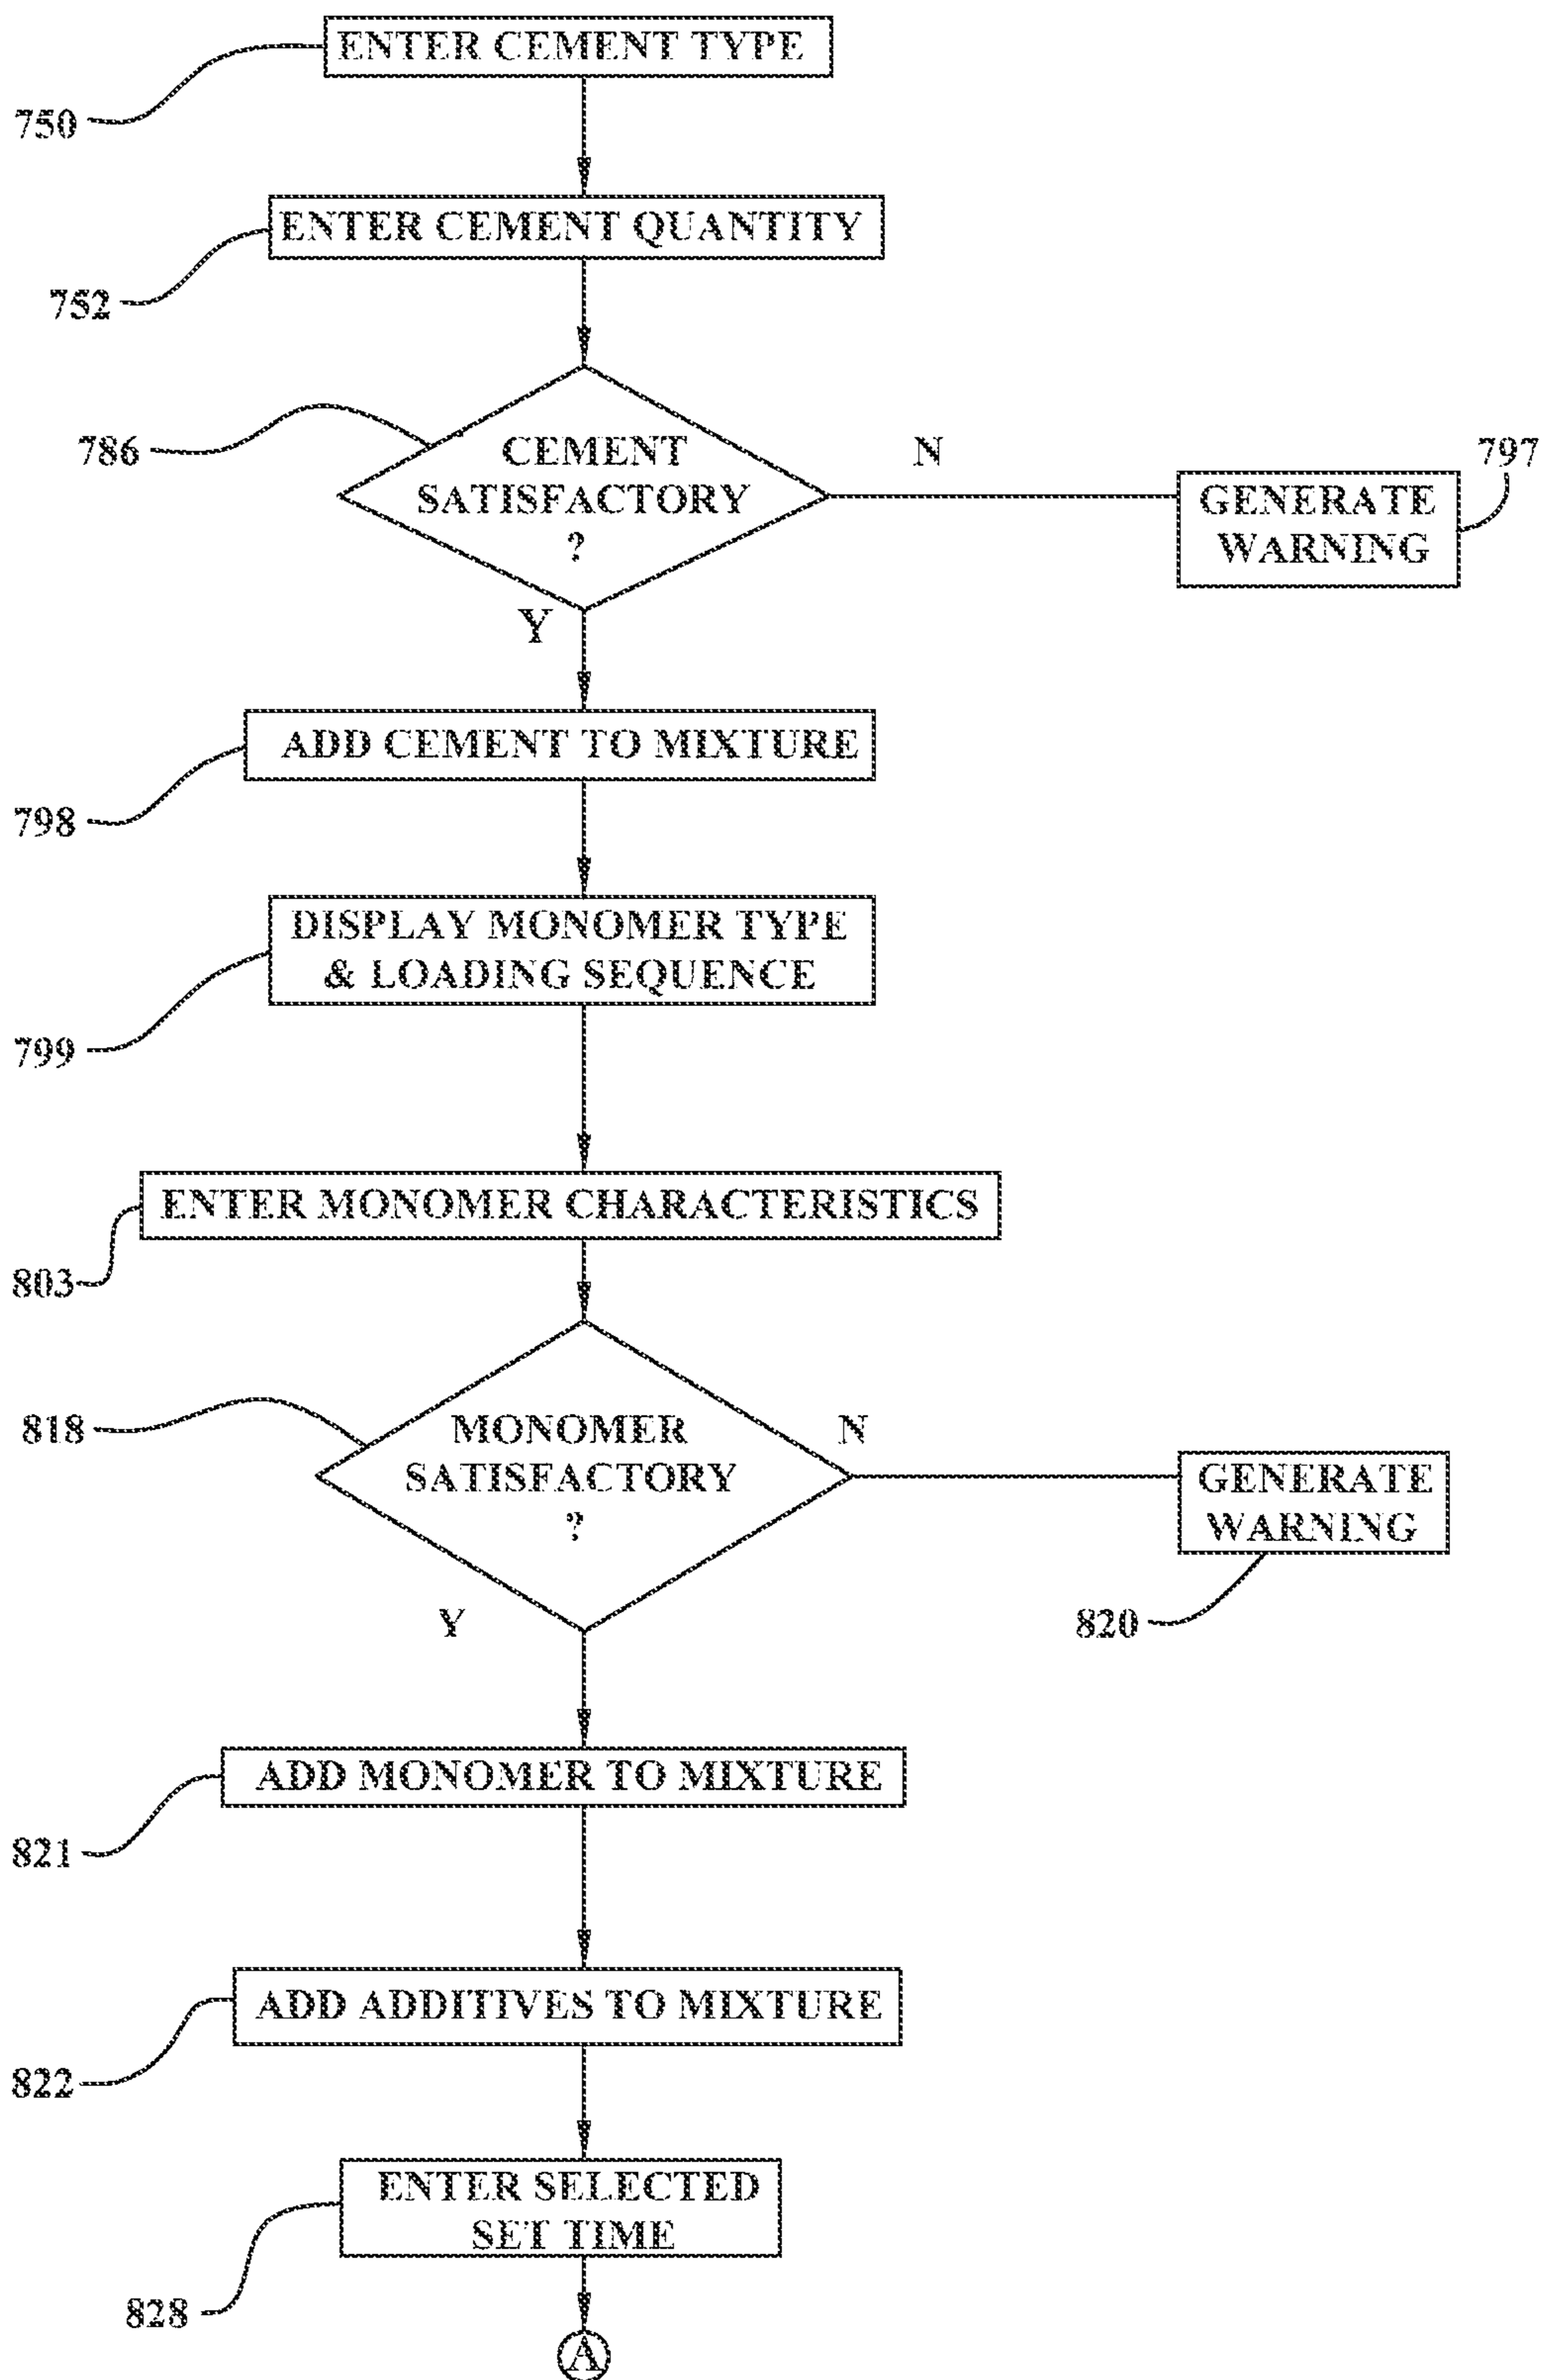 ENTER CEMENT TYPE
750
ENTER CEMENT QUANTITY
752
786
CEMENT
SATISFACTORY
?
N
797
GENERATE
WARNING
Y
ADD CEMENT TO MIXTURE
798
DISPLAY MONOMER TYPE
& LOADING SEQUENCE
799
ENTER MONOMER CHARACTERISTICS
803
818
MONOMER
SATISFACTORY
?
N
GENERATE
WARNING
820
Y
ADD MONOMER TO MIXTURE
821
ADD ADDITIVES TO MIXTURE
822
ENTER SELECTED
SET TIME
828
A